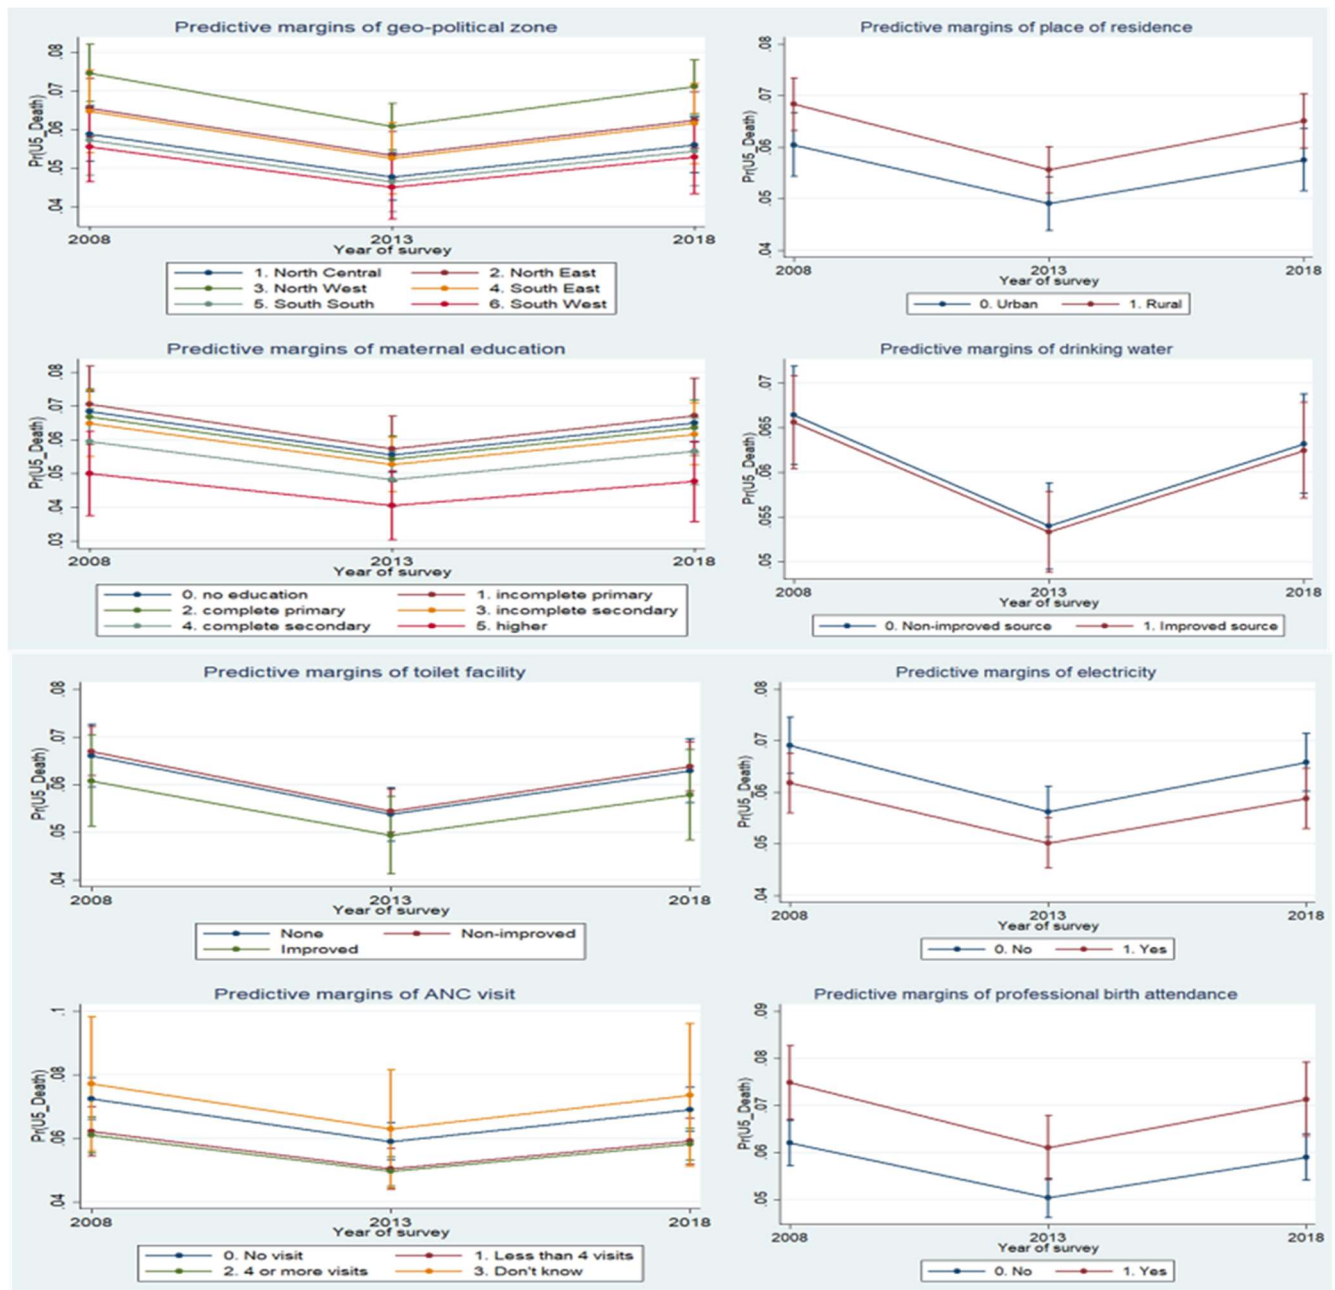 Predictive margins of geo-political zone
Pr(U5_Death)
.08
.07
.06
.05
.04
2008
2013
2018
Year of survey
1. North Central
2. North East
3. North West
4. South East
5. South South
6. South West
Predictive margins of place of residence
Pr(U5_Death)
.08
.07
.06
.05
.04
2008
2013
2018
Year of survey
0. Urban
1. Rural
Predictive margins of maternal education
Pr(U5_Death)
.08
.07
.06
.05
.04
.03
2008
2013
2018
Year of survey
0. no education
1. incomplete primary
2. complete primary
3. incomplete secondary
4. complete secondary
5. higher
Predictive margins of drinking water
Pr(U5_Death)
.07
.065
.06
.055
.05
2008
2013
2018
Year of survey
0. Non-improved source
1. Improved source
Predictive margins of toilet facility
Pr(U5_Death)
.08
.07
.06
.05
.04
2008
2013
2018
Year of survey
None
Non-improved
Improved
Predictive margins of electricity
Pr(U5_Death)
.08
.07
.06
.05
.04
2008
2013
2018
Year of survey
0. No
1. Yes
Predictive margins of ANC visit
Pr(U5_Death)
.1
.08
.06
.04
2008
2013
2018
Year of survey
0. No visit
1. Less than 4 visits
2. 4 or more visits
3. Don't know
Predictive margins of professional birth attendance
Pr(U5_Death)
.09
.08
.07
.06
.05
2008
2013
2018
Year of survey
0. No
1. Yes